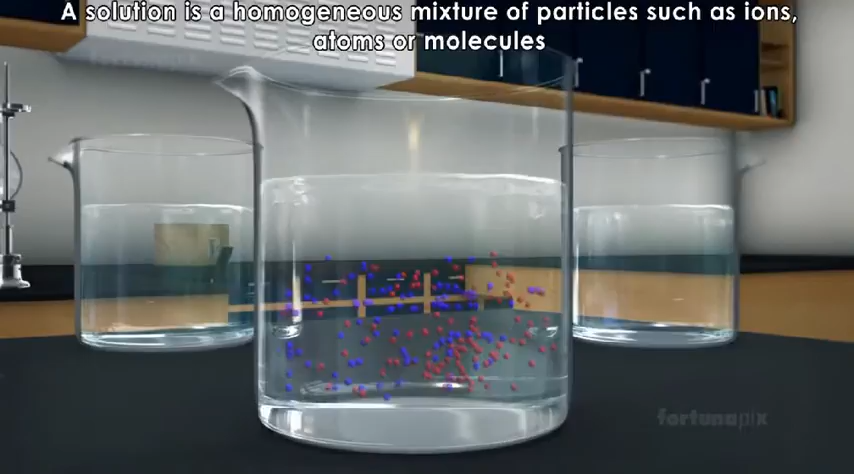 A solution is a homogeneous mixture of particles such as ions,
atoms or molecules
fortunapix